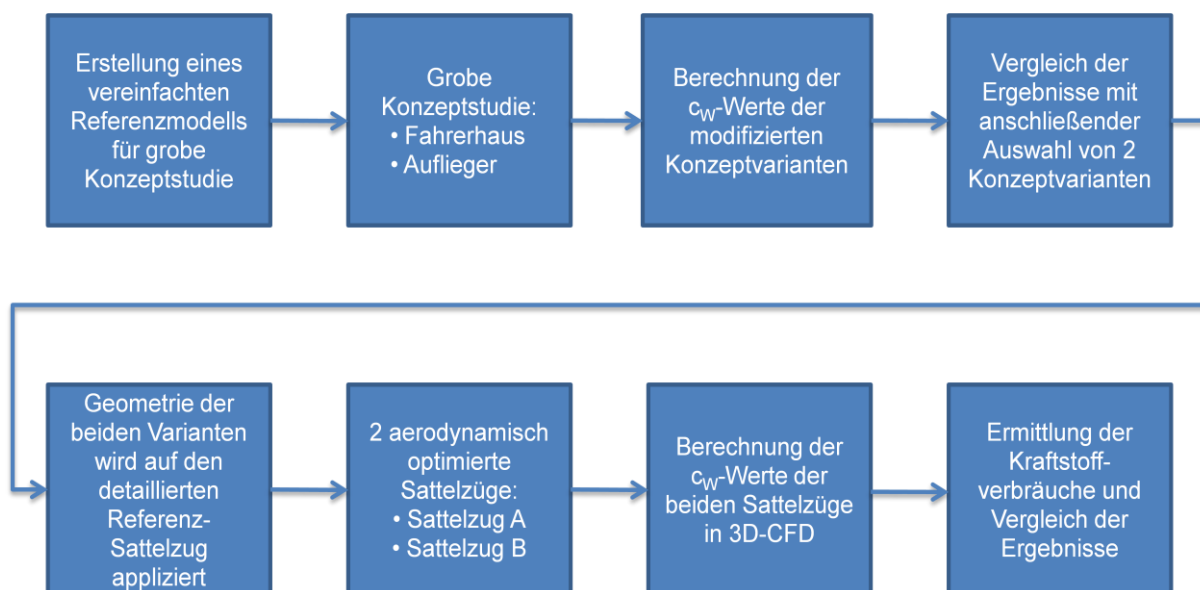 Erstellung eines
vereinfachten
Referenzmodells
für grobe
Konzeptstudie
Grobe
Konzeptstudie:
• Fahrerhaus
• Auflieger
Berechnung der
cW-Werte der
modifizierten
Konzeptvarianten
Vergleich der
Ergebnisse mit
anschließender
Auswahl von 2
Konzeptvarianten
Geometrie der
beiden Varianten
wird auf den
detaillierten
Referenz-
Sattelzug
appliziert
2 aerodynamisch
optimierte
Sattelzüge:
• Sattelzug A
• Sattelzug B
Berechnung der
cW-Werte der
beiden Sattelzüge
in 3D-CFD
Ermittlung der
Kraftstoff-
verbräuche und
Vergleich der
Ergebnisse